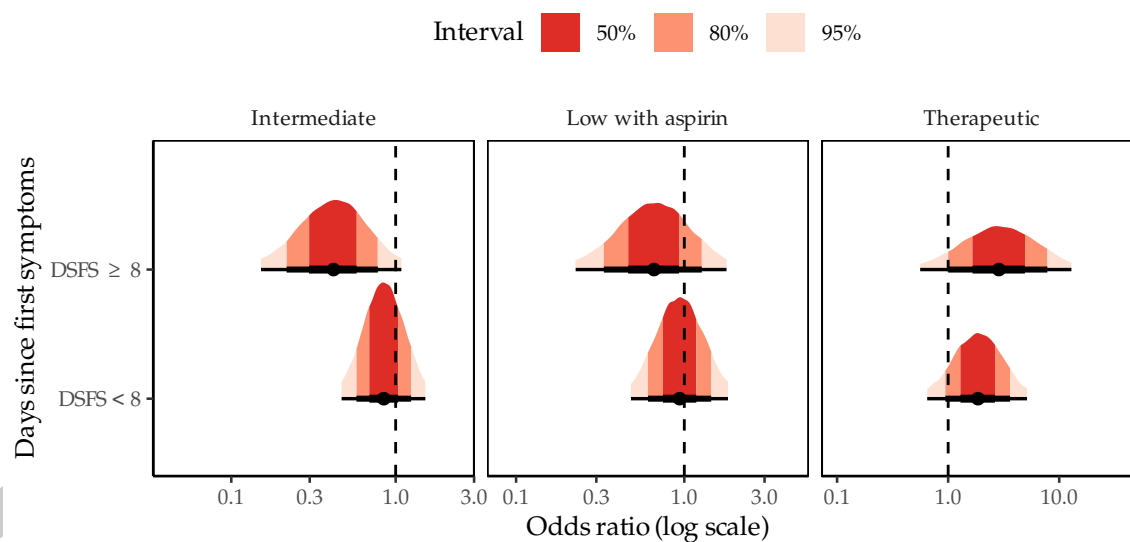 Interval 50% 80% 95%
Intermediate Low with aspirin Therapeutic
Days since first symptoms
DSFS ≥ 8
DSFS < 8
0.1 0.3 1.0 3.0 0.1 0.3 1.0 3.0 0.1 1.0 10.0
Odds ratio (log scale)